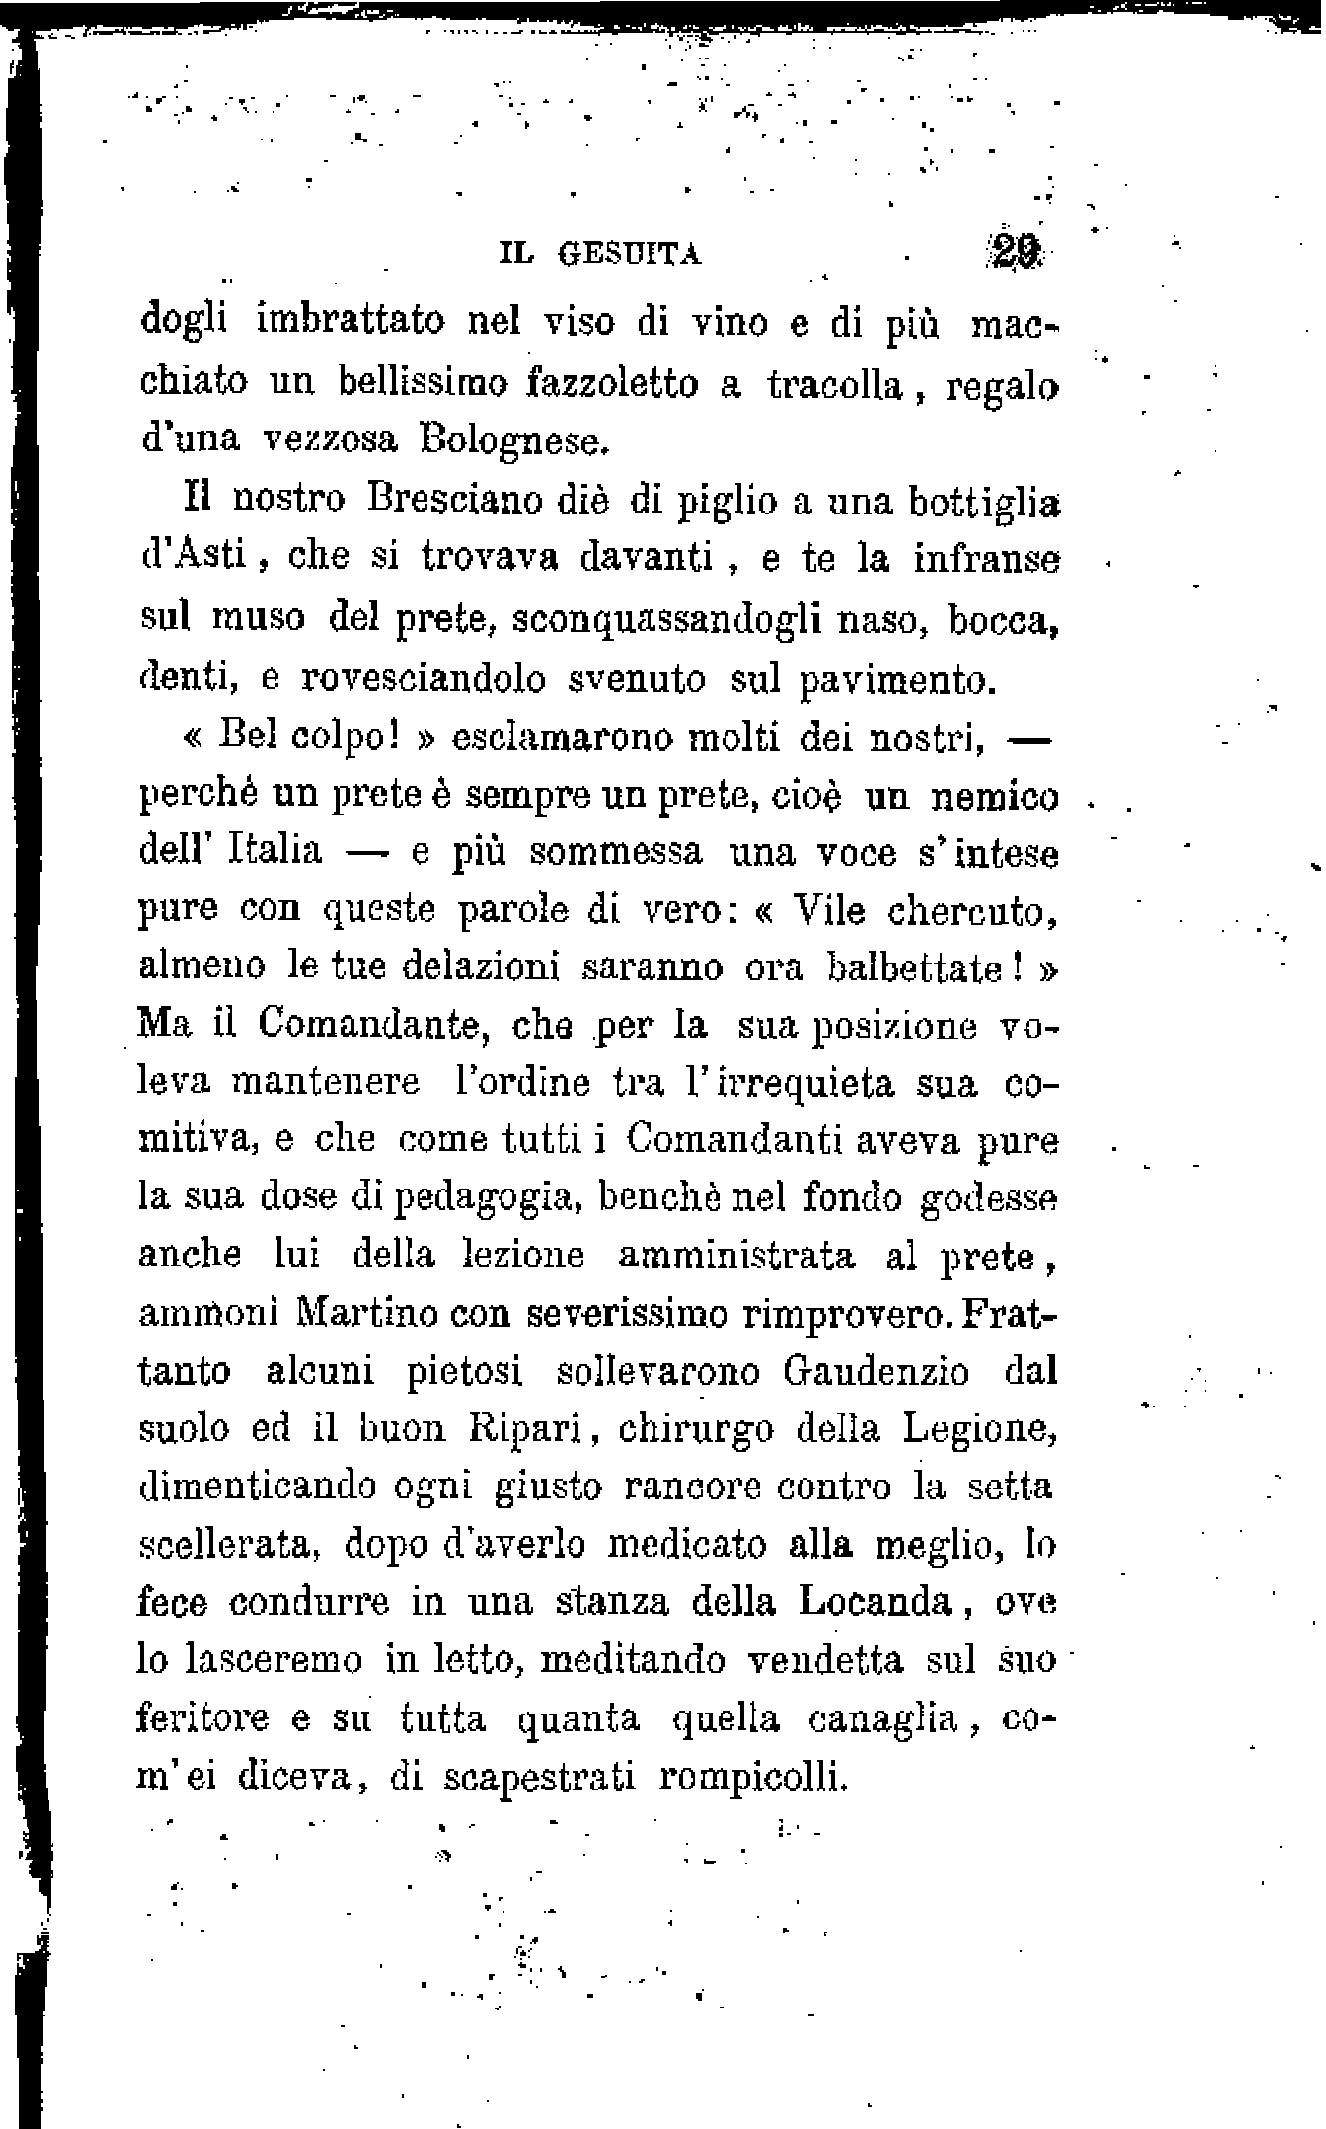 IL GESUITA 29
dogli imbrattato nel viso di vino e di più mac-
chiato un bellissimo fazzoletto a tracolla, regalo
d'una vezzosa Bolognese.
Il nostro Bresciano diè di piglio a una bottiglia
d'Asti, che si trovava davanti, e te la infranse
sul muso del prete, sconquassandogli naso, bocca,
denti, e rovesciandolo svenuto sul pavimento.
« Bel colpo! » esclamarono molti dei nostri, —
perchè un prete è sempre un prete, cioè un nemico
dell' Italia — e più sommessa una voce s'intese
pure con queste parole di vero: « Vile chercuto,
almeno le tue delazioni saranno ora balbettate! »
Ma il Comandante, che per la sua posizione vo-
leva mantenere l'ordine tra l'irrequieta sua co-
mitiva, e che come tutti i Comandanti aveva pure
la sua dose di pedagogia, benchè nel fondo godesse
anche lui della lezione amministrata al prete,
ammonì Martino con severissimo rimprovero. Frat-
tanto alcuni pietosi sollevarono Gaudenzio dal
suolo ed il buon Ripari, chirurgo della Legione,
dimenticando ogni giusto rancore contro la setta
scellerata, dopo d'averlo medicato alla meglio, lo
fece condurre in una stanza della Locanda, ove
lo lasceremo in letto, meditando vendetta sul suo
feritore e su tutta quanta quella canaglia, co-
m'ei diceva, di scapestrati rompicolli.